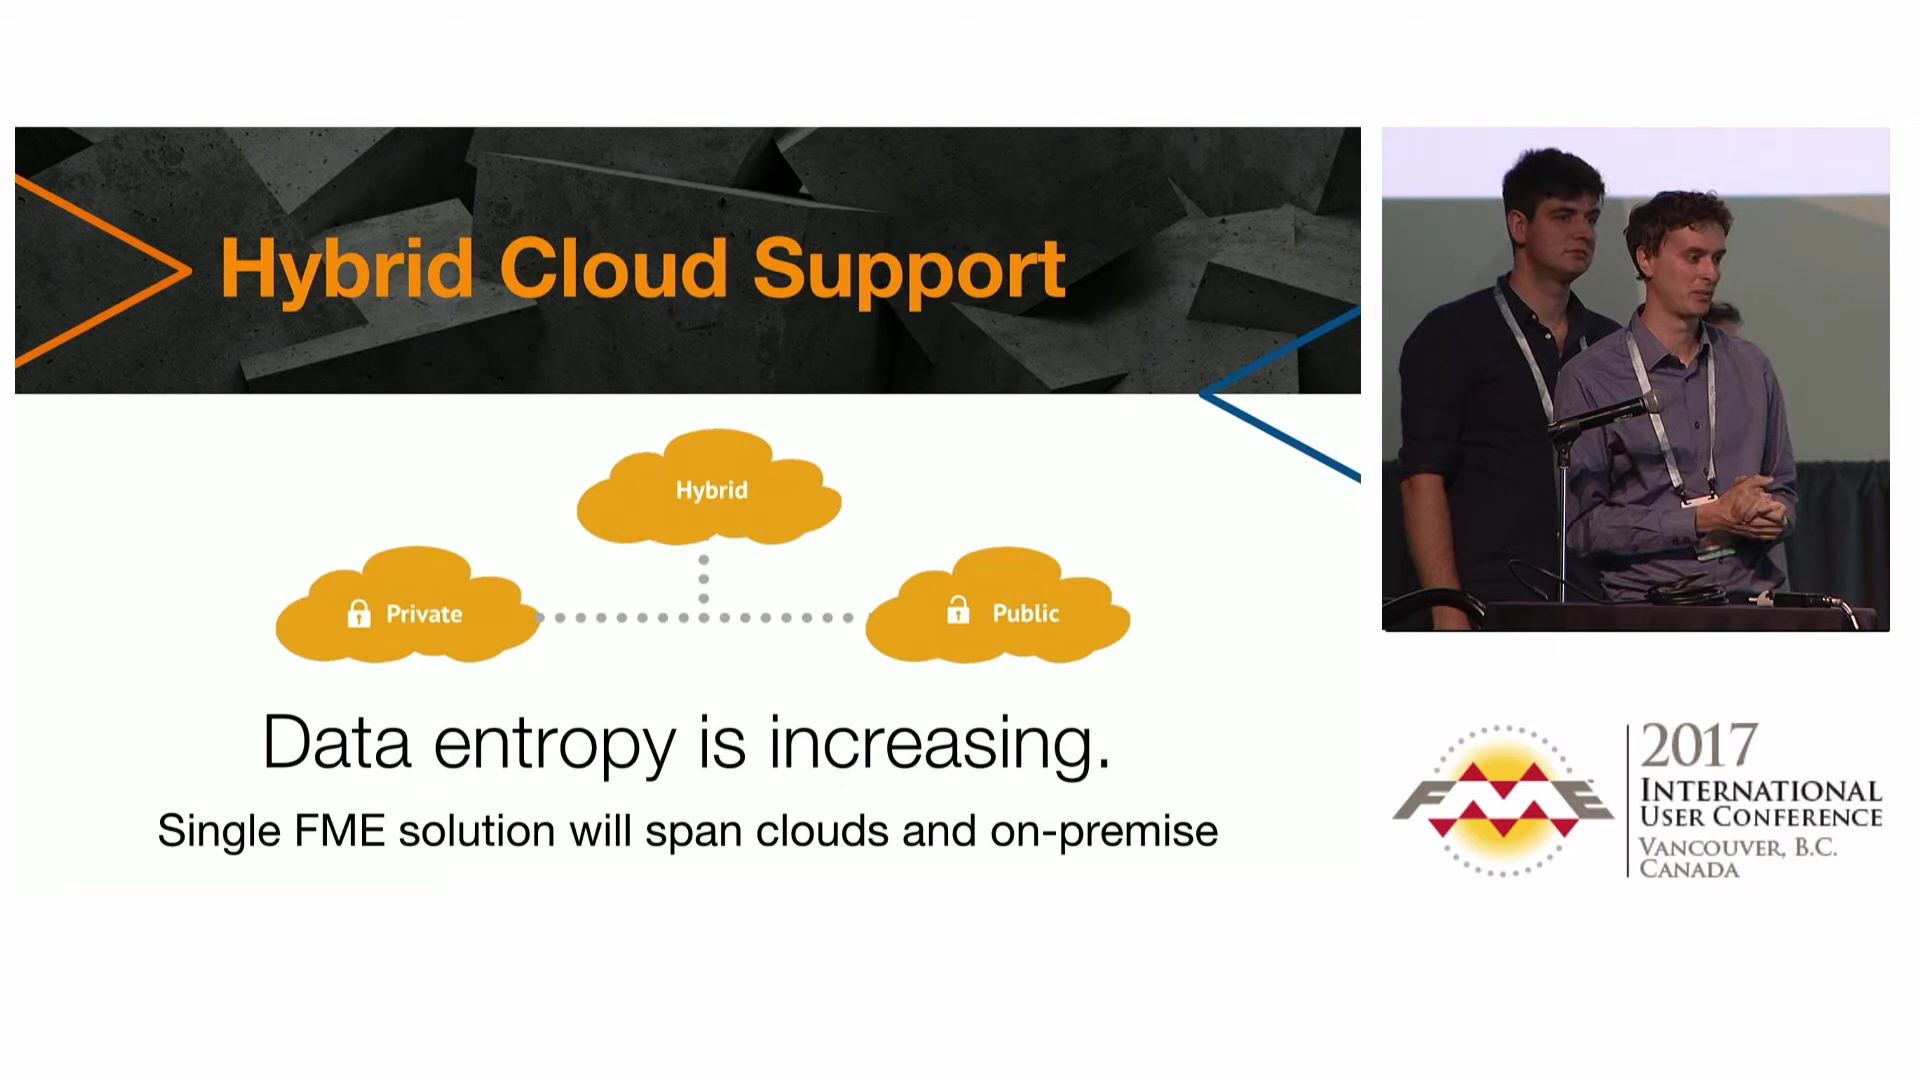 Hybrid Cloud Support
Hybrid
Private
Public
Data entropy is increasing.
Single FME solution will span clouds and on-premise
FME
2017
INTERNATIONAL
USER CONFERENCE
VANCOUVER, B.C.
CANADA